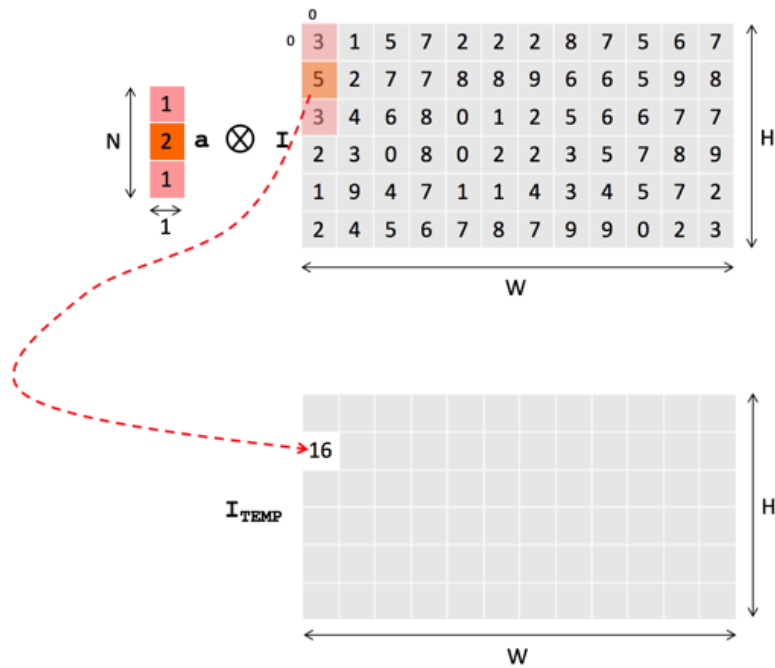 0
0 3 1 5 7 2 2 2 8 7 5 6 7
5 2 7 7 8 8 9 6 6 5 9 8
1
3 4 6 8 0 1 2 5 6 6 7 7
N 2 a ⊗ I H
2 3 0 8 0 2 2 3 5 7 8 9
1
1 9 4 7 1 1 4 3 4 5 7 2
1
2 4 5 6 7 8 7 9 9 0 2 3
W
16
I_TEMP H
W